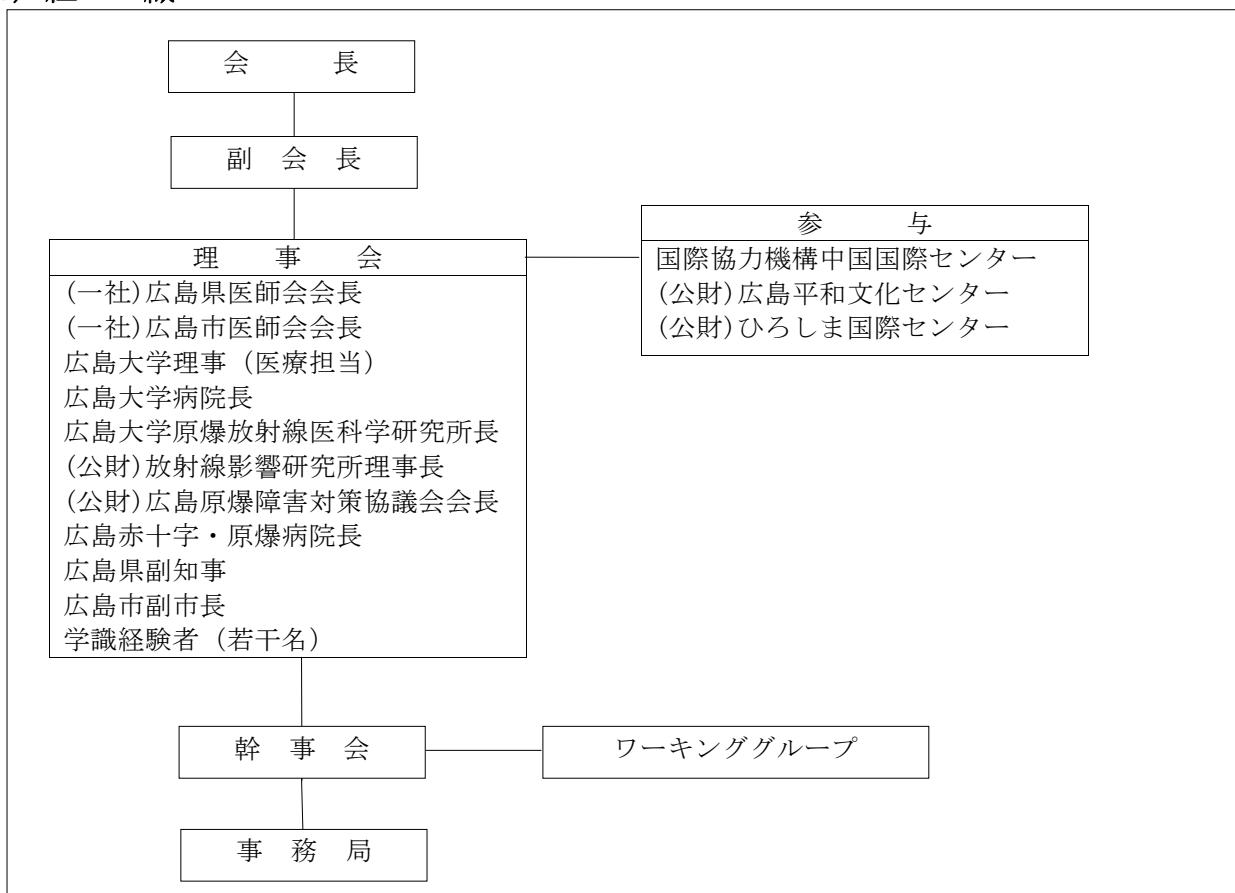 会長
副会長
理事会
(一社)広島県医師会会長
(一社)広島市医師会会長
広島大学理事（医療担当）
広島大学病院長
広島大学原爆放射線医科学研究所長
(公財)放射線影響研究所理事長
(公財)広島原爆障害対策協議会会長
広島赤十字・原爆病院長
広島県副知事
広島市副市長
学識経験者（若干名）
参与
国際協力機構中国国際センター
(公財)広島平和文化センター
(公財)ひろしま国際センター
幹事会
ワーキンググループ
事務局